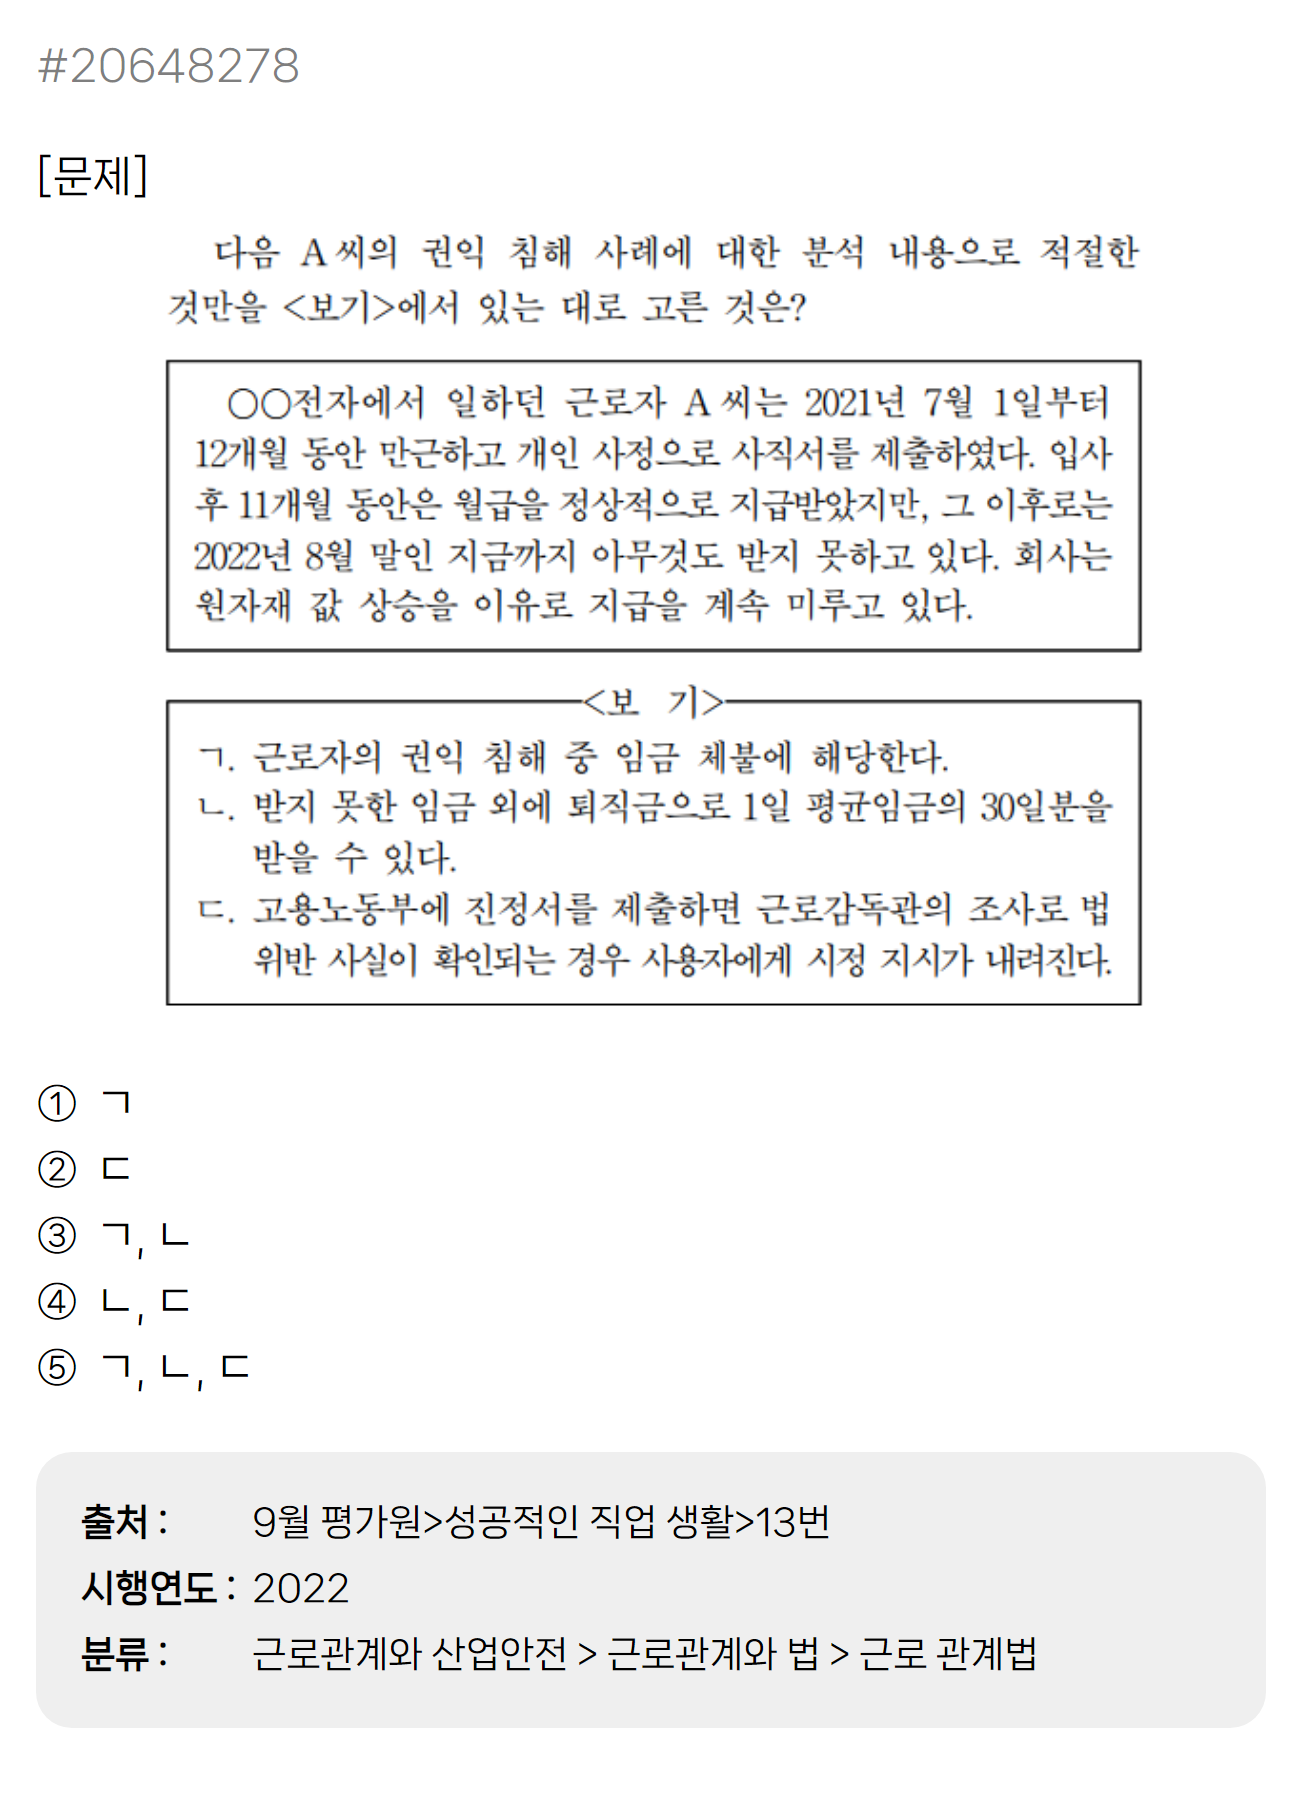 #20648278
[문제]
다음 A씨의 권익 침해 사례에 대한 분석 내용으로 적절한
것만을 <보기>에서 있는 대로 고른 것은?
○○전자에서 일하던 근로자 A씨는 2021년 7월 1일부터
12개월 동안 만근하고 개인 사정으로 사직서를 제출하였다. 입사
후 11개월 동안은 월급을 정상적으로 지급받았지만, 그 이후로는
2022년 8월 말인 지금까지 아무것도 받지 못하고 있다. 회사는
원자재 값 상승을 이유로 지급을 계속 미루고 있다.
<보 기>
ㄱ. 근로자의 권익 침해 중 임금 체불에 해당한다.
ㄴ. 받지 못한 임금 외에 퇴직금으로 1일 평균임금의 30일분을
받을 수 있다.
ㄷ. 고용노동부에 진정서를 제출하면 근로감독관의 조사로 법
위반 사실이 확인되는 경우 사용자에게 시정 지시가 내려진다.
① ㄱ
② ㄷ
③ ㄱ, ㄴ
④ ㄴ, ㄷ
⑤ ㄱ, ㄴ, ㄷ
출처 : 9월 평가원>성공적인 직업 생활>13번
시행연도 : 2022
분류 : 근로관계와 산업안전 > 근로관계와 법 > 근로 관계법